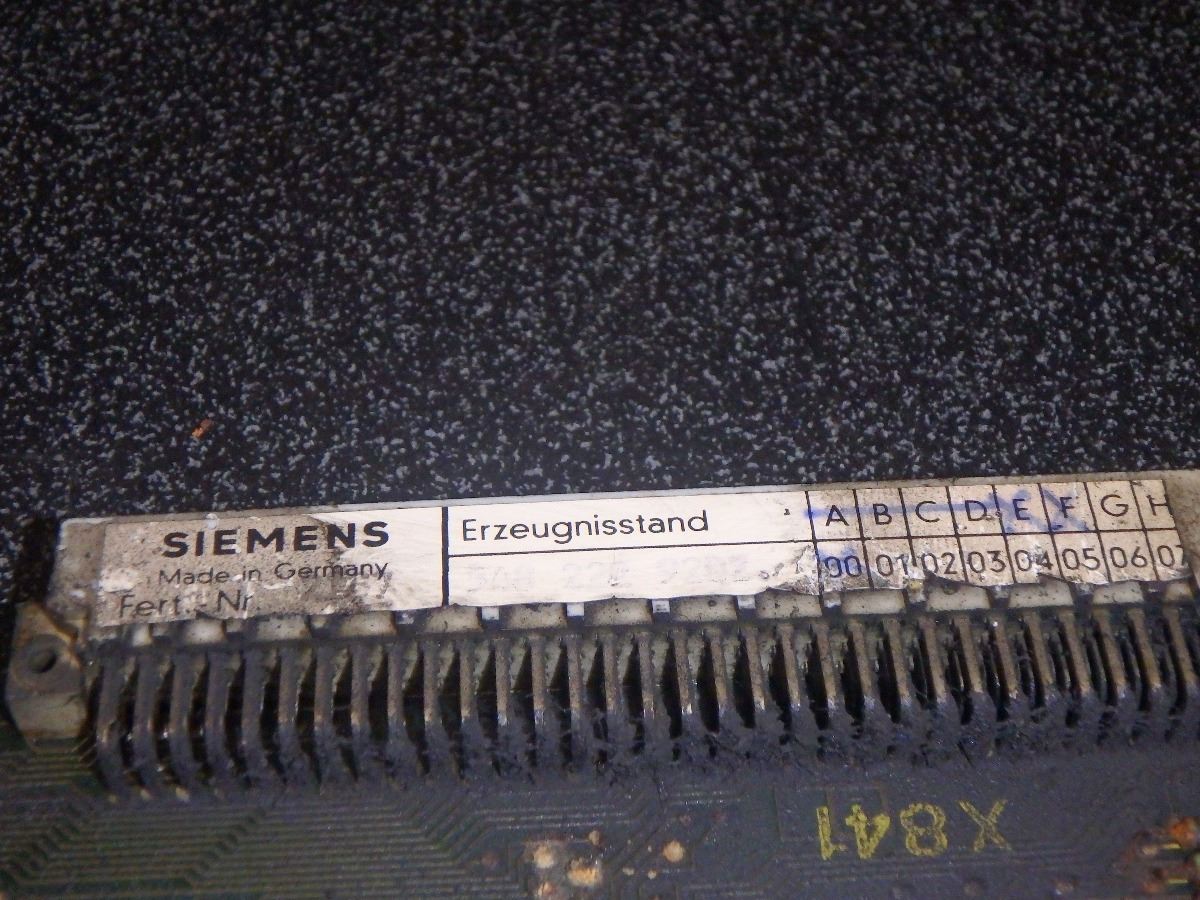 SIEMENS
Made in Germany
Fert.-Nr.
Erzeugnisstand
A B C D E F G H
00 01 02 03 04 05 06 07
X841